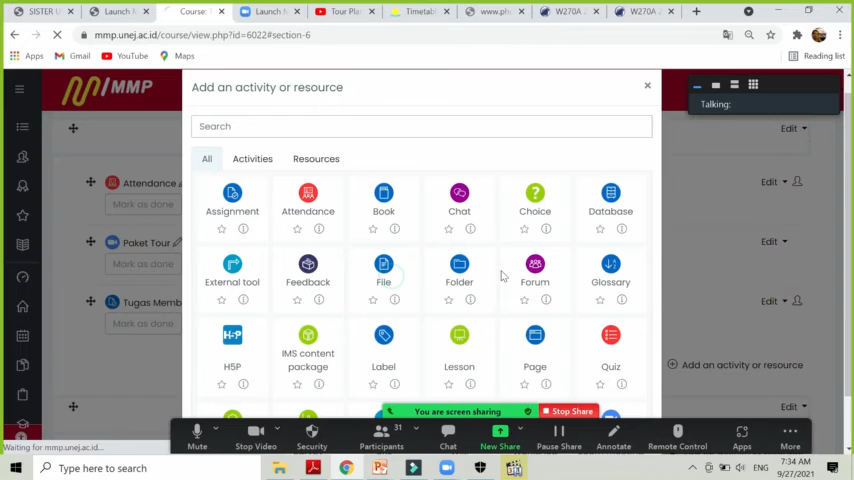 SISTER U
Launch M
Course: I
Launch M
Tour Plan
Timetabl
www.pho
W270A 2
W270A 2
mmp.unej.ac.id/course/view.php?id=6022#section-6
Apps
Gmail
YouTube
Maps
Reading list
MMP
Add an activity or resource
Talking:
Search
Edit
All
Activities
Resources
Attendance
Edit
Mark as done
Assignment
Attendance
Book
Chat
Choice
Database
Paket Tour
Edit
Mark as done
External tool
Feedback
File
Folder
Forum
Glossary
Tugas Memb
Edit
Mark as done
H5P
H5P
IMS content
package
Label
Lesson
Page
Quiz
Add an activity or resource
Edit
You are screen sharing
Stop Share
31
Mute
Stop Video
Security
Participants
Chat
New Share
Pause Share
Annotate
Remote Control
Apps
More
Waiting for mmp.unej.ac.id...
Type here to search
ENG
7:34 AM
9/27/2021